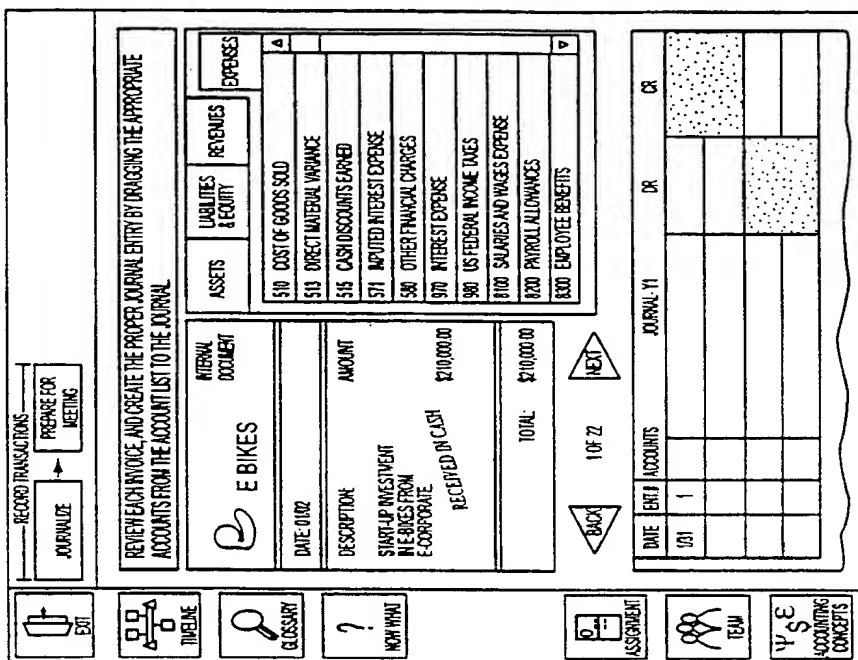 RECORD TRANSACTIONS
JOURNALIZE
PREPARE FOR
MEETING
EXIT
TIMELINE
GLOSSARY
?
NOW WHAT
ASSIGNMENT
TEAM
¥$£
ACCOUNTING
CONCEPTS
REVIEW EACH INVOICE, AND CREATE THE PROPER JOURNAL ENTRY BY DRAGGING THE APPROPRIATE
ACCOUNTS FROM THE ACCOUNT LIST TO THE JOURNAL.
E BIKES
INTERNAL
DOCUMENT
DATE: 01/02
DESCRIPTION: AMOUNT
START-UP INVESTMENT
IN E-BIKES FROM
E-CORPORATE. $210,000.00
RECEIVED IN CASH
TOTAL: $210,000.00
BACK 1 OF 22 NEXT
ASSETS LIABILITIES & EQUITY REVENUES EXPENSES
510 COST OF GOODS SOLD
513 DIRECT MATERIAL VARIANCE
515 CASH DISCOUNTS EARNED
571 IMPUTED INTEREST EXPENSE
580 OTHER FINANCIAL CHARGES
970 INTEREST EXPENSE
980 US FEDERAL INCOME TAXES
8100 SALARIES AND WAGES EXPENSE
8200 PAYROLL ALLOWANCES
8300 EMPLOYEE BENEFITS
DATE ENT.# ACCOUNTS JOURNAL-Y1 DR CR
1/31 1